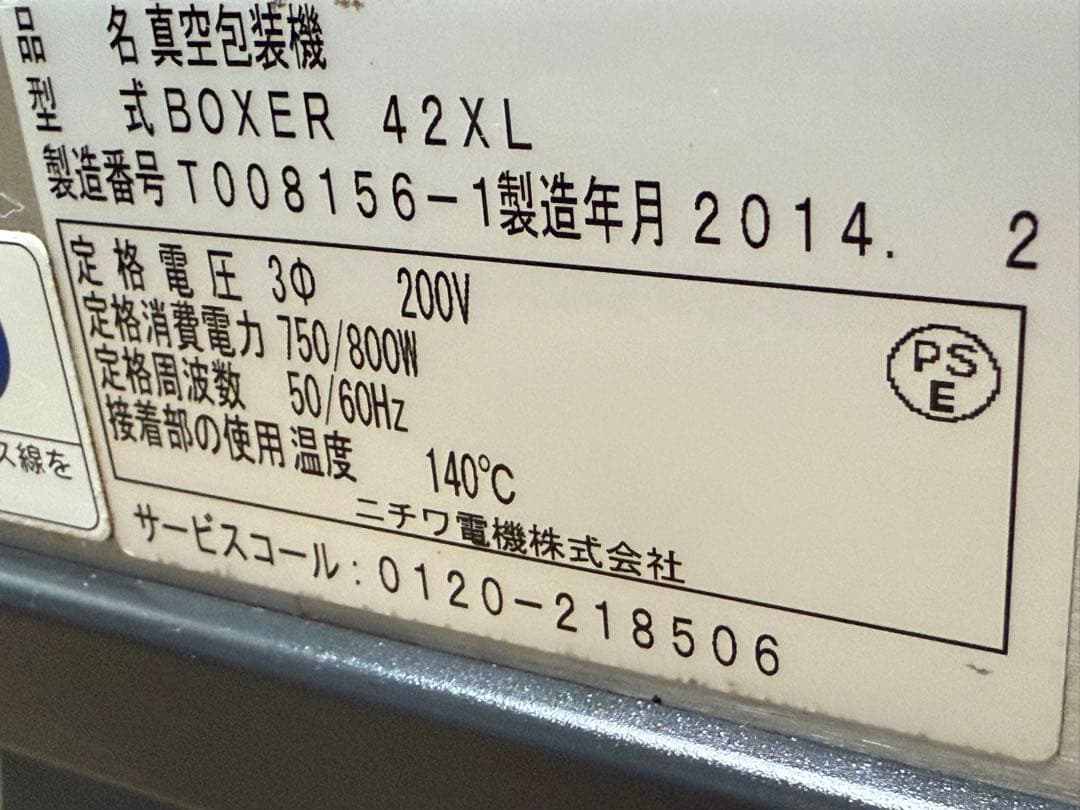 品 名 真空包装機
型 式 BOXER 42XL
製造番号 T008156-1 製造年月 2014. 2
定格電圧 3Φ 200V
定格消費電力 750/800W
定格周波数 50/60Hz
接着部の使用温度 140℃
PS
E
ニチワ電機株式会社
サービスコール:0120-218506
ス線を